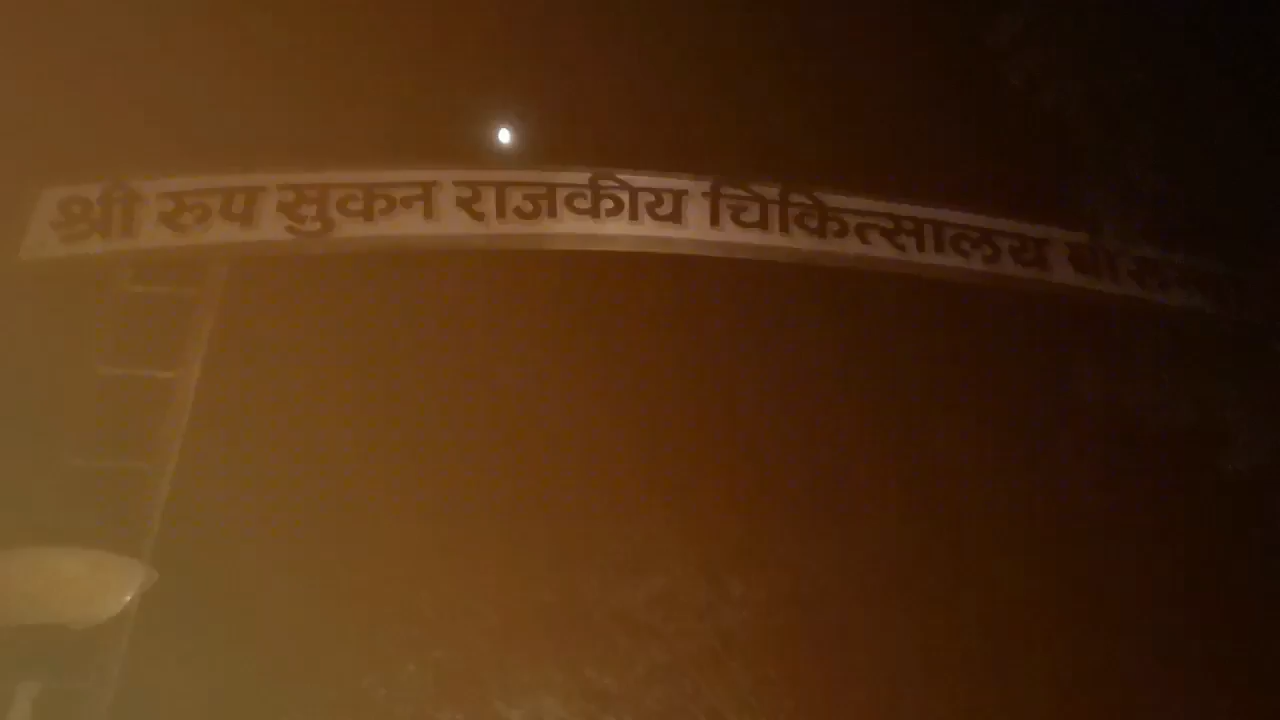 श्री रुप सुकन राजकीय चिकित्सालय